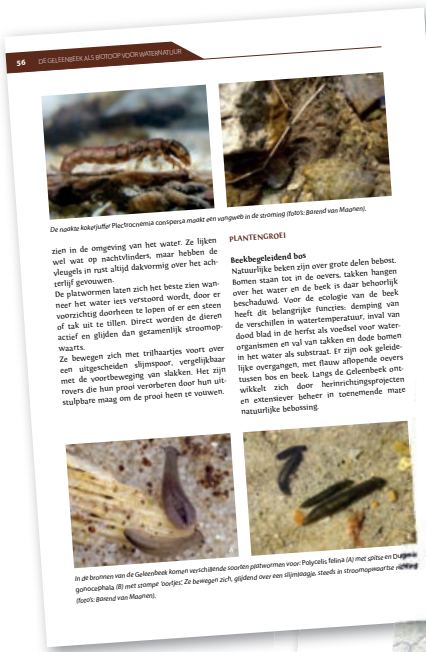 56 DE GELEENBEEK ALS BIOTOOP VOOR WATERNATUUR
De naakte kokerjuffer Plectrocnemia conspersa maakt een vangweb in de stroming (foto's: Barend van Maanen).
zien in de omgeving van het water. Ze lijken
wel wat op nachtvlinders, maar hebben de
vleugels in rust altijd dakvormig over het ach-
terlijf gevouwen.
De platwormen laten zich het beste zien wan-
neer het water iets verstoord wordt, door er
voorzichtig doorheen te lopen of er een steen
of tak uit te tillen. Direct worden de dieren
actief en glijden dan gezamenlijk stroomop-
waarts.
Ze bewegen zich met trilhaartjes voort over
een uitgescheiden slijmspoor, vergelijkbaar
met de voortbeweging van slakken. Het zijn
rovers die hun prooi verorberen door hun uit-
stulpbare maag om de prooi heen te vouwen.
PLANTENGROEI
Beekbegeleidend bos
Natuurlijke beken zijn over grote delen bebost.
Bomen staan tot in de oevers, takken hangen
over het water en de beek is daar behoorlijk
beschaduwd. Voor de ecologie van de beek
heeft dit belangrijke functies: demping van
de verschillen in watertemperatuur, inval van
dood blad in de herfst als voedsel voor water-
organismen en val van takken en dode bomen
in het water als substraat. Er zijn ook geleide-
lijke overgangen, met flauw aflopende oevers
tussen bos en beek. Langs de Geleenbeek ont-
wikkelt zich door herinrichtingsprojecten
en extensiever beheer in toenemende mate
natuurlijke bebossing.
In de bronnen van de Geleenbeek komen verschillende soorten platwormen voor: Polycelis felina (A) met spitse en
gonocephala (B) met stompe 'oortjes'. Ze bewegen zich, glijdend over een slijmlaagje, steeds in stroomopwaartse richting
(foto's: Barend van Maanen).